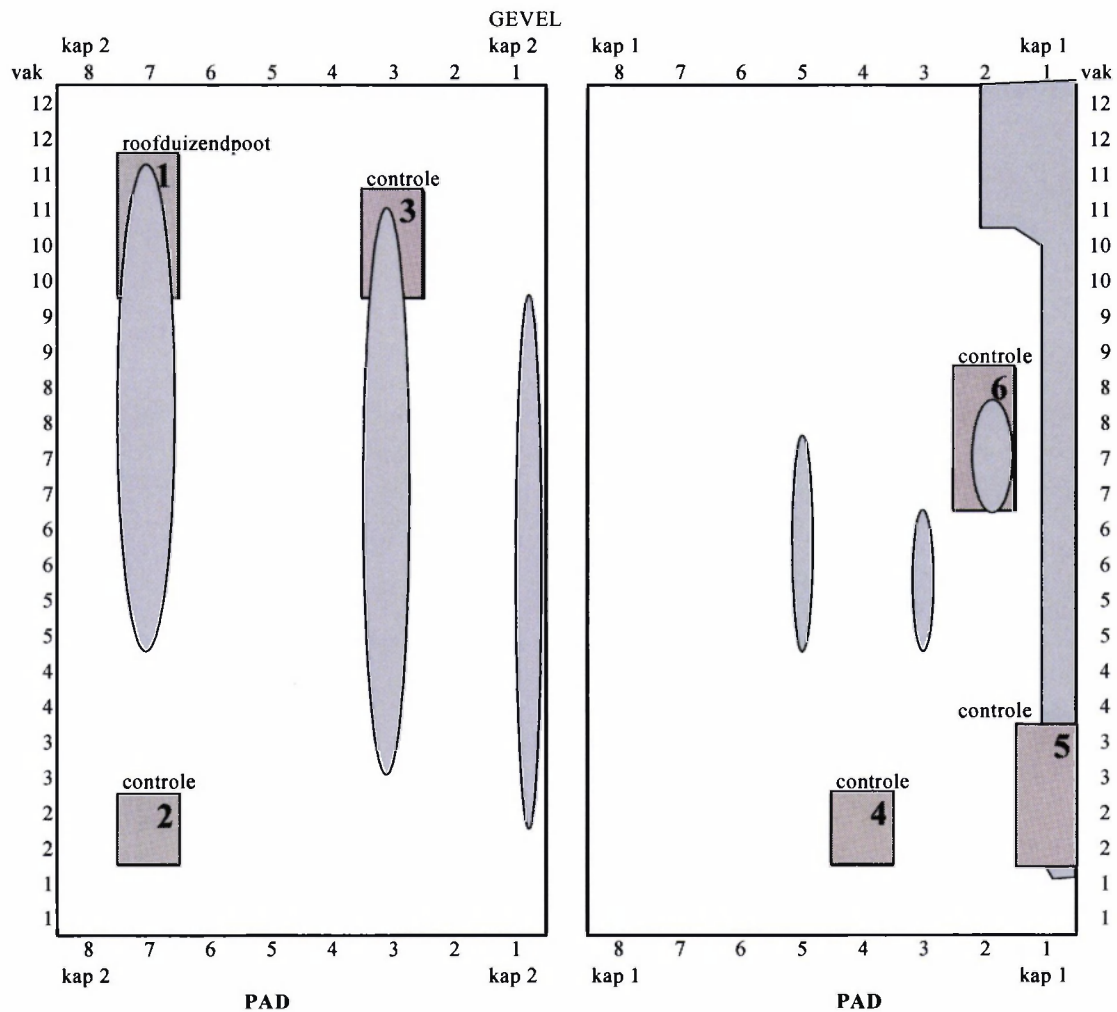 GEVEL
kap 2 kap 2 kap 1 kap 1
vak 8 7 6 5 4 3 2 1 8 7 6 5 4 3 2 1 vak
12 12
12 roofduizendpoot 12
11 1 controle 11
11 3 11
10 10
10 10
9 9
9 controle 9
8 6 8
8 8
7 7
7 7
6 6
6 6
5 5
5 5
4 4
4 controle 4
3 5 3
3 controle controle 3
2 2 4 2
2 2
1 1
1 1
8 7 6 5 4 3 2 1 8 7 6 5 4 3 2 1
kap 2 kap 2 kap 1 kap 1
PAD PAD